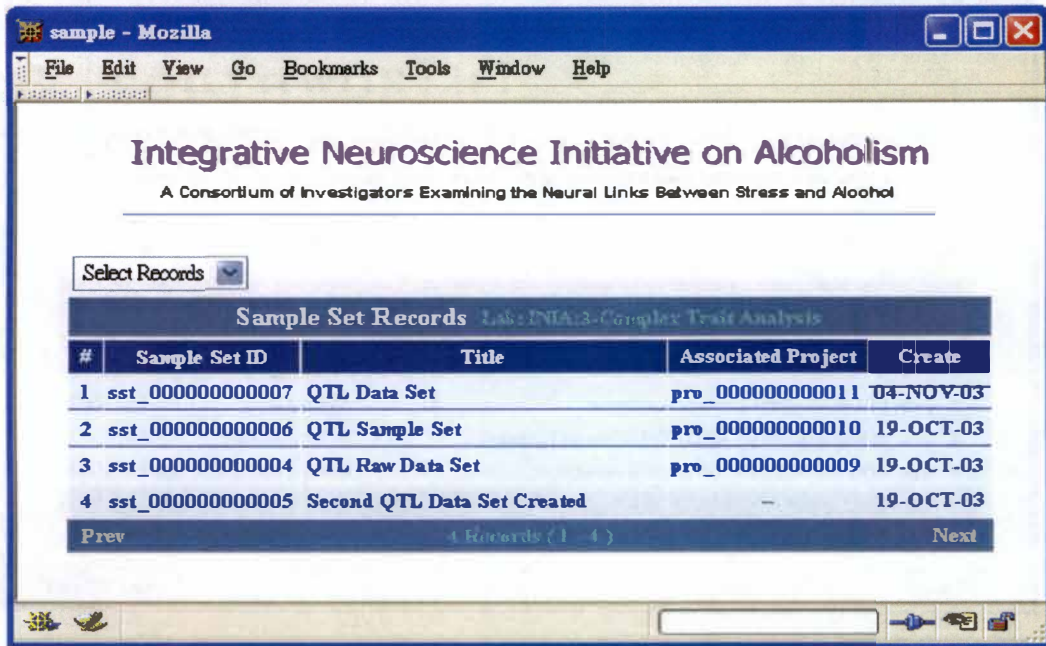 sample - Mozilla
File Edit View Go Bookmarks Tools Window Help
Integrative Neuroscience Initiative on Alcoholism
A Consortium of Investigators Examining the Neural Links Between Stress and Alcohol
Select Records
Sample Set Records Lab: INIA:3-Complex Trait Analysis
# Sample Set ID Title Associated Project Create
1 sst_000000000007 QTL Data Set pro_000000000011 04-NOV-03
2 sst_000000000006 QTL Sample Set pro_000000000010 19-OCT-03
3 sst_000000000004 QTL Raw Data Set pro_000000000009 19-OCT-03
4 sst_000000000005 Second QTL Data Set Created – 19-OCT-03
Prev 4 Records ( 1 - 4 ) Next